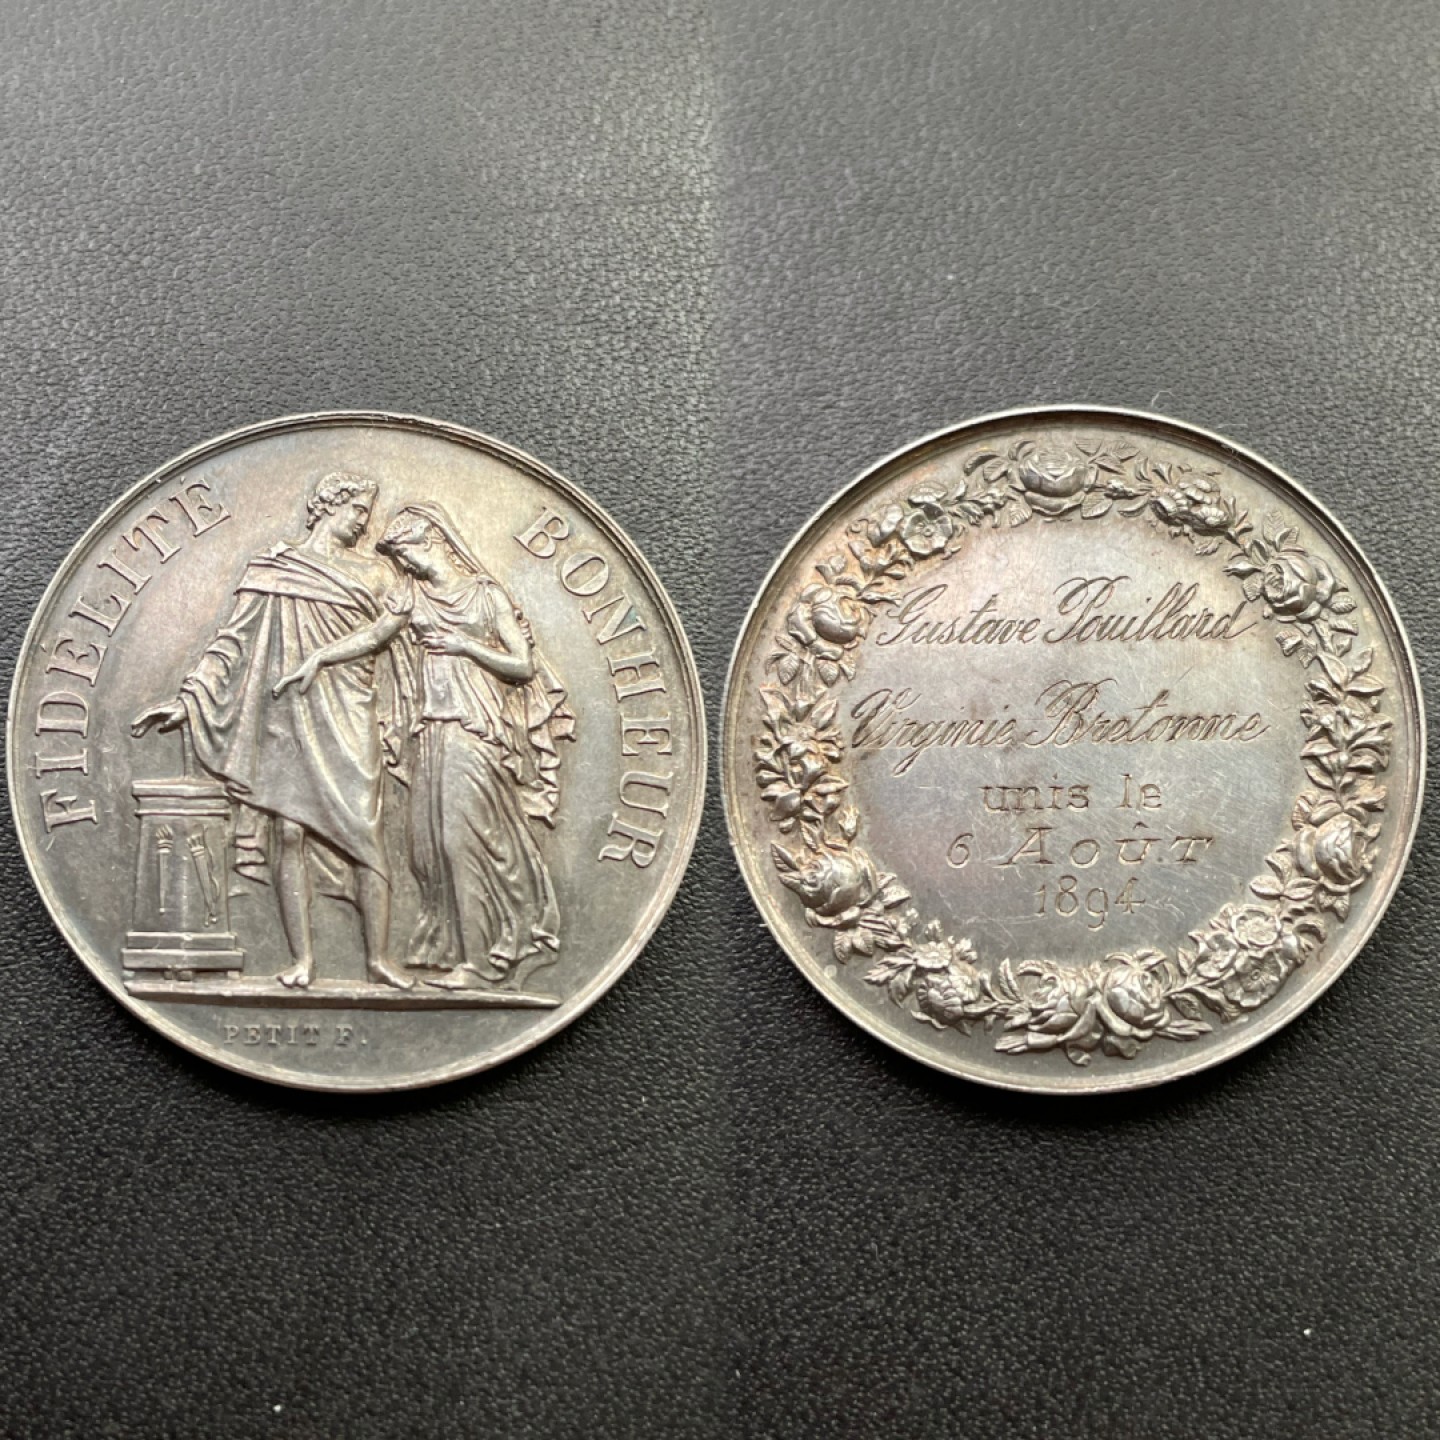 FIDÉLITÉ BONHEUR
PETIT F.
Gustave Pouillard
Virginie Bretonne
unis le
6 Août
1894